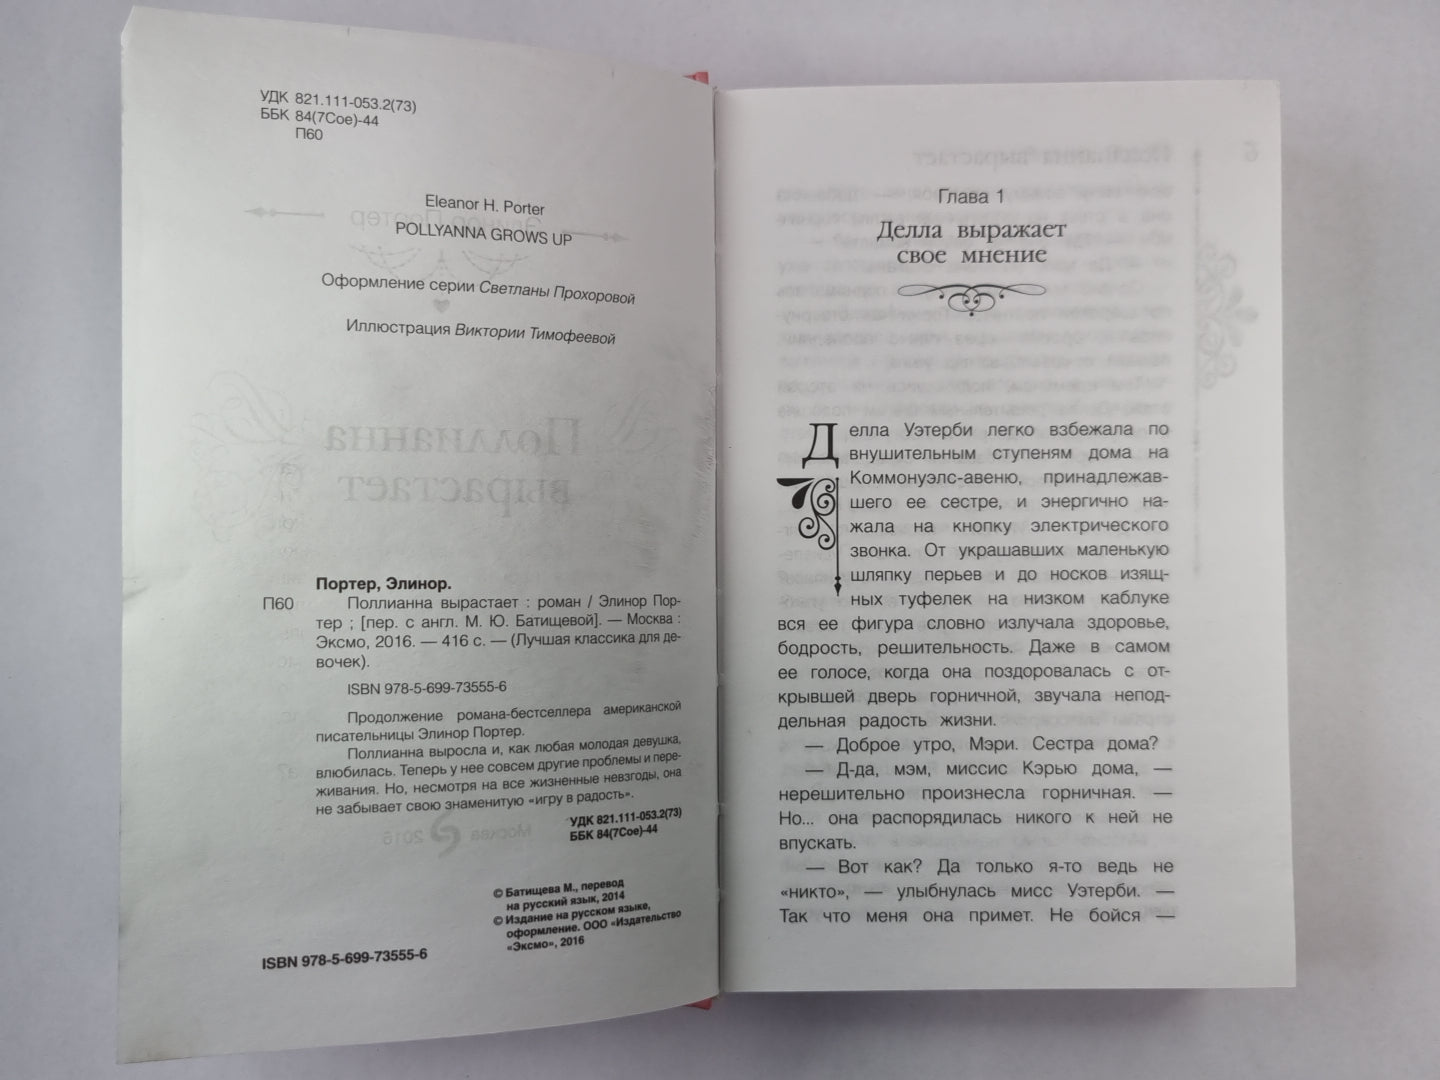 УДК 821.111-053.2(73)
ББК 84(7Сое)-44
П60
Eleanor H. Porter
POLLYANNA GROWS UP
Оформление серии Светланы Прохоровой
Иллюстрация Виктории Тимофеевой
Портер, Элинор.
П60 Поллианна вырастает : роман / Элинор Пор-
тер ; [пер. с англ. М. Ю. Батищевой]. — Москва :
Эксмо, 2016. — 416 с. — (Лучшая классика для де-
вочек).
ISBN 978-5-699-73555-6
Продолжение романа-бестселлера американской
писательницы Элинор Портер.
Поллианна выросла и, как любая молодая девушка,
влюбилась. Теперь у нее совсем другие проблемы и пере-
живания. Но, несмотря на все жизненные невзгоды, она
не забывает свою знаменитую «игру в радость».
УДК 821.111-053.2(73)
ББК 84(7Сое)-44
© Батищева М., перевод
на русский язык, 2014
© Издание на русском языке,
оформление. ООО «Издательство
«Эксмо», 2016
ISBN 978-5-699-73555-6
Глава 1
Делла выражает
свое мнение
Делла Уэтерби легко взбежала по
внушительным ступеням дома на
Коммонуэлс-авеню, принадлежав-
шего ее сестре, и энергично на-
жала на кнопку электрического
звонка. От украшавших маленькую
шляпку перьев и до носков изящ-
ных туфелек на низком каблуке
вся ее фигура словно излучала здоровье,
бодрость, решительность. Даже в самом
ее голосе, когда она поздоровалась с от-
крывшей дверь горничной, звучала непод-
дельная радость жизни.
— Доброе утро, Мэри. Сестра дома?
— Д-да, мэм, миссис Кэрью дома, —
нерешительно произнесла горничная. —
Но... она распорядилась никого к ней не
впускать.
— Вот как? Да только я-то ведь не
«никто», — улыбнулась мисс Уэтерби. —
Так что меня она примет. Не бойся —